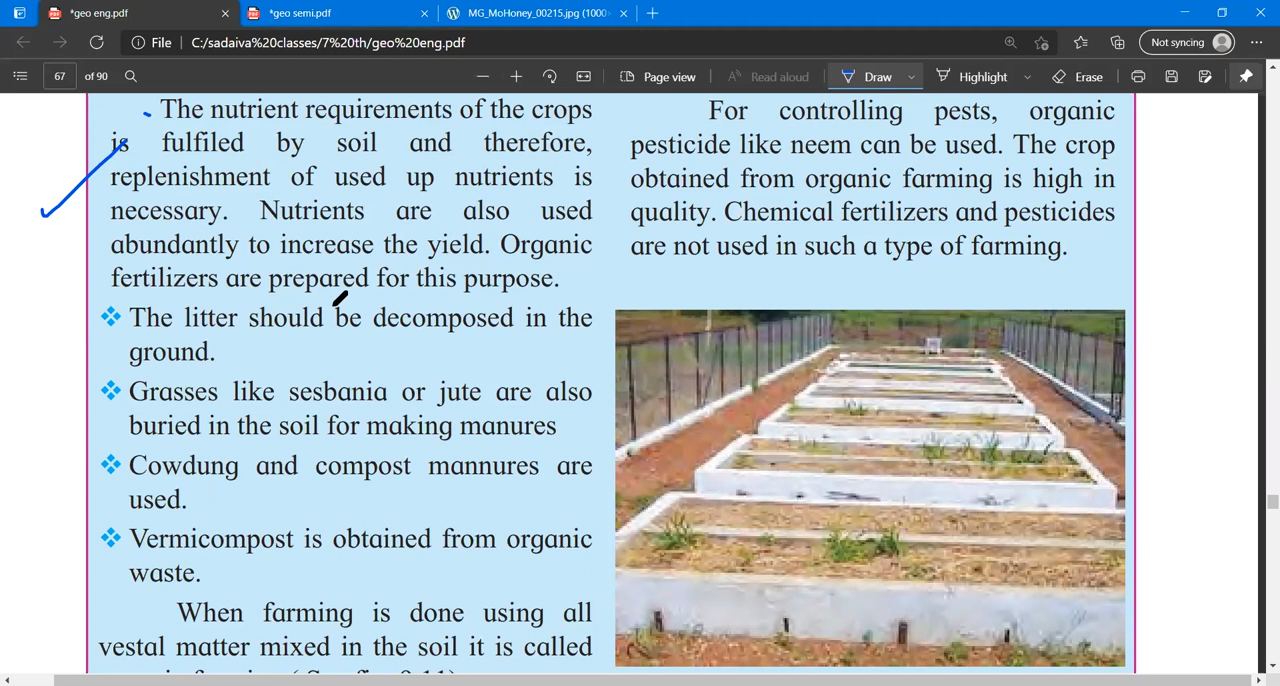 *geo eng.pdf
*geo semi.pdf
MG_MoHoney_00215.jpg (1000×
File
C:/sadaiva%20classes/7%20th/geo%20eng.pdf
Not syncing
67 of 90
Page view
Read aloud
Draw
Highlight
Erase
The nutrient requirements of the crops
is fulfiled by soil and therefore,
replenishment of used up nutrients is
necessary. Nutrients are also used
abundantly to increase the yield. Organic
fertilizers are prepared for this purpose.
The litter should be decomposed in the
ground.
Grasses like sesbania or jute are also
buried in the soil for making manures
Cowdung and compost mannures are
used.
Vermicompost is obtained from organic
waste.
When farming is done using all
vestal matter mixed in the soil it is called
For controlling pests, organic
pesticide like neem can be used. The crop
obtained from organic farming is high in
quality. Chemical fertilizers and pesticides
are not used in such a type of farming.